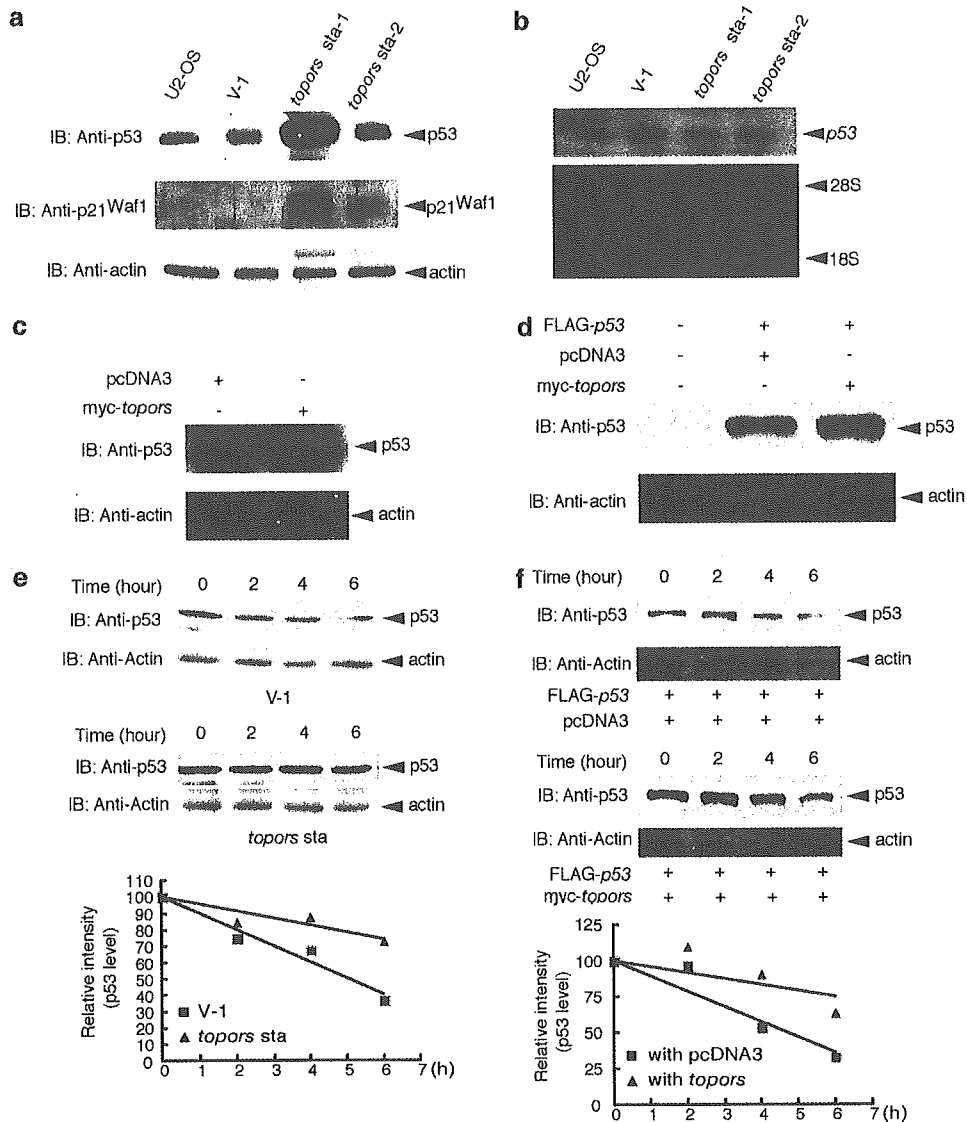 a
U2-OS V-1 topors sta-1 topors sta-2
IB: Anti-p53 p53
IB: Anti-p21Waf1 p21Waf1
IB: Anti-actin actin
b
U2-OS V-1 topors sta-1 topors sta-2
p53
28S
18S
c
pcDNA3 + -
myc-topors - +
IB: Anti-p53 p53
IB: Anti-actin actin
d
FLAG-p53 - + +
pcDNA3 - + -
myc-topors - - +
IB: Anti-p53 p53
IB: Anti-actin actin
e
Time (hour) 0 2 4 6
IB: Anti-p53 p53
IB: Anti-Actin actin
V-1
Time (hour) 0 2 4 6
IB: Anti-p53 p53
IB: Anti-Actin actin
topors sta
Relative intensity
(p53 level)
110
100
90
80
70
60
50
40
30
20
10
0
V-1
topors sta
0 1 2 3 4 5 6 7 (h)
f
Time (hour) 0 2 4 6
IB: Anti-p53 p53
IB: Anti-Actin actin
FLAG-p53 + + + +
pcDNA3 + + + +
Time (hour) 0 2 4 6
IB: Anti-p53 p53
IB: Anti-Actin actin
FLAG-p53 + + + +
myc-topors + + + +
Relative intensity
(p53 level)
125
100
75
50
25
0
with pcDNA3
with topors
0 1 2 3 4 5 6 7 (h)